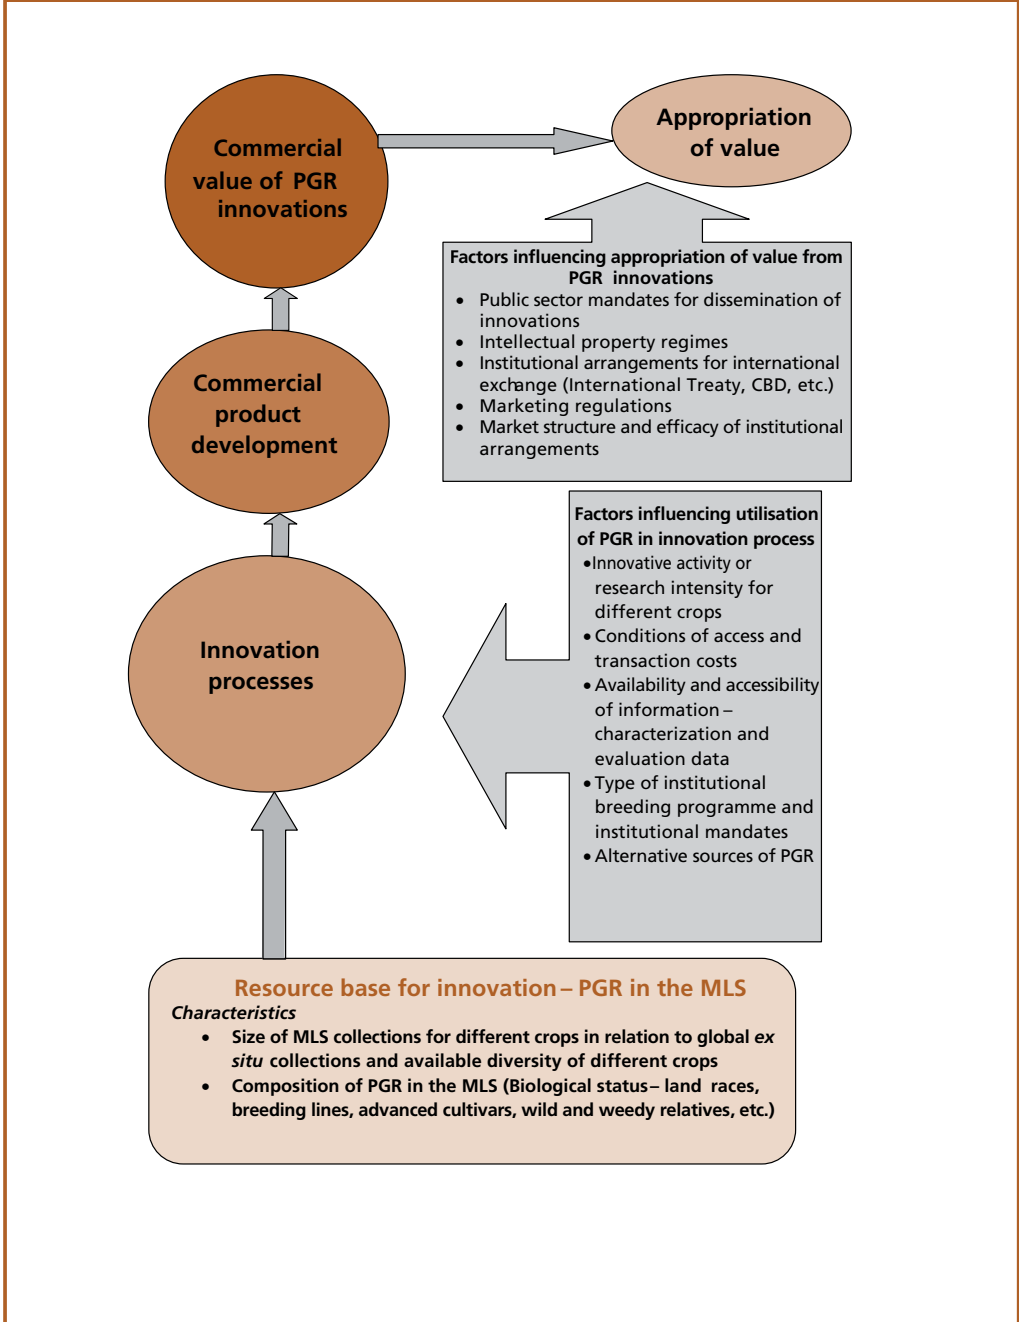 Commercial
value of PGR
innovations
Appropriation
of value
Factors influencing appropriation of value from
PGR innovations
• Public sector mandates for dissemination of
innovations
• Intellectual property regimes
• Institutional arrangements for international
exchange (International Treaty, CBD, etc.)
• Marketing regulations
• Market structure and efficacy of institutional
arrangements
Commercial
product
development
Factors influencing utilisation
of PGR in innovation process
• Innovative activity or
research intensity for
different crops
• Conditions of access and
transaction costs
• Availability and accessibility
of information –
characterization and
evaluation data
• Type of institutional
breeding programme and
institutional mandates
• Alternative sources of PGR
Innovation
processes
Resource base for innovation – PGR in the MLS
Characteristics
• Size of MLS collections for different crops in relation to global ex
situ collections and available diversity of different crops
• Composition of PGR in the MLS (Biological status – land races,
breeding lines, advanced cultivars, wild and weedy relatives, etc.)